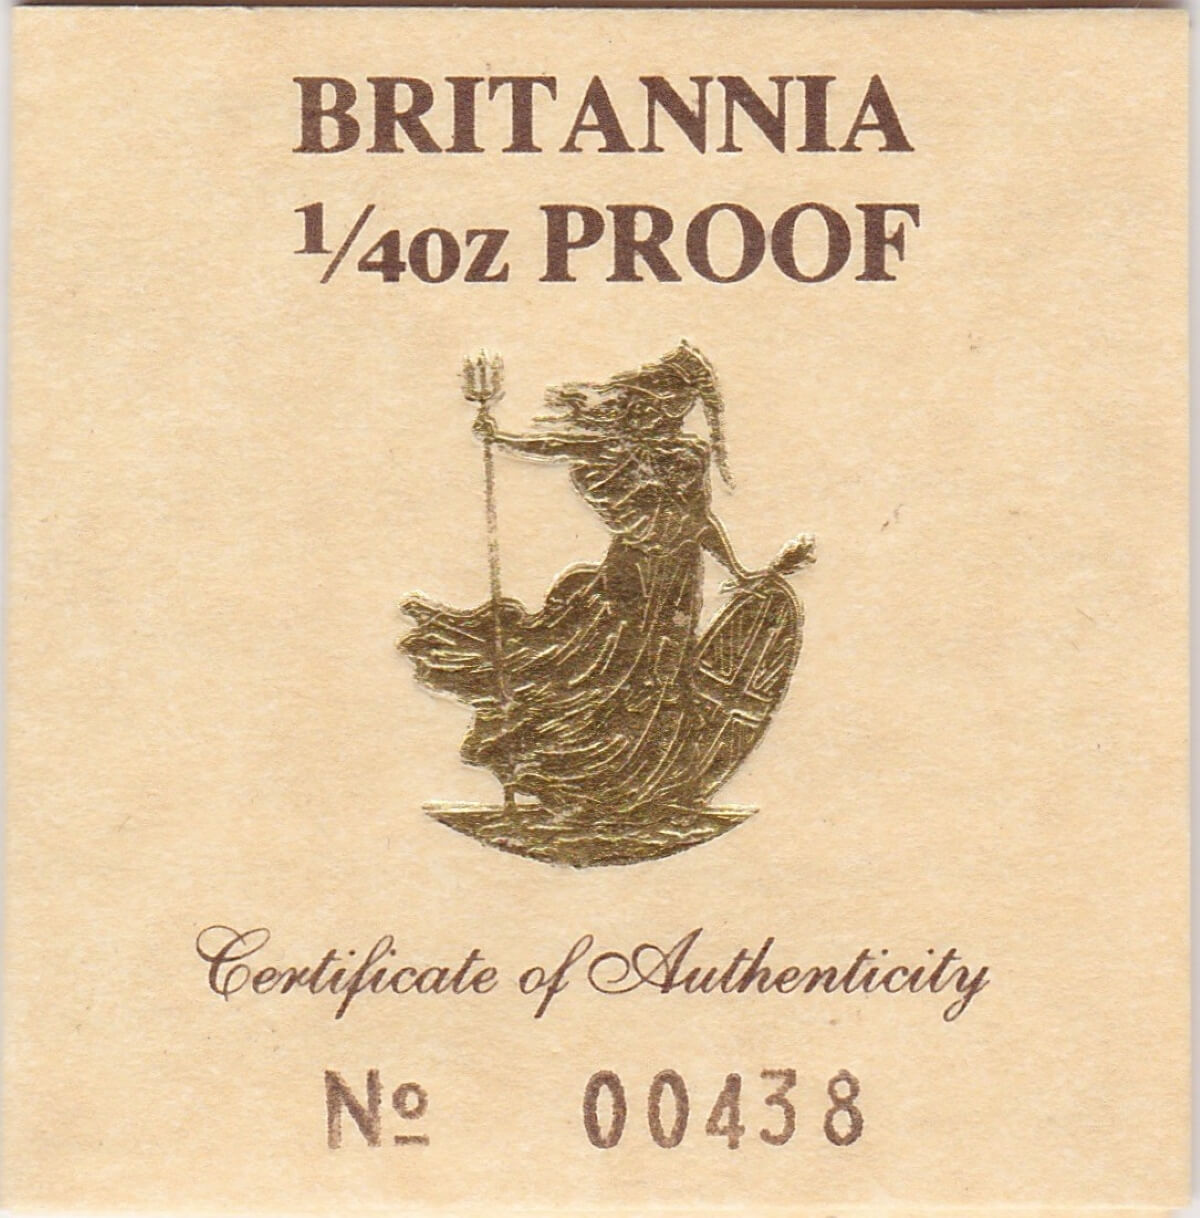 BRITANNIA
1/4OZ PROOF
Certificate of Authenticity
Nº 00438